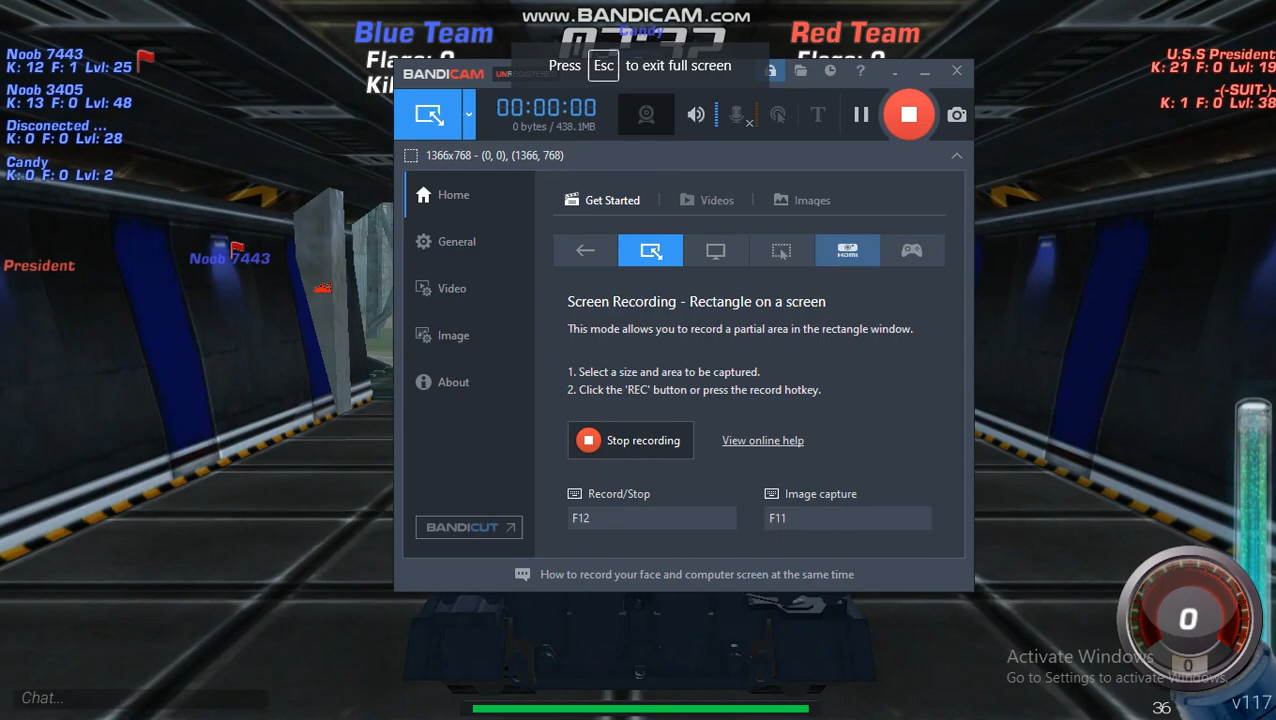 www.BANDICAM.com
Blue Team
Red Team
Candy
Flags: 0
Flags: 0
Noob 7443
K: 12 F: 1 Lvl: 25
Noob 3405
K: 13 F: 0 Lvl: 48
Disconected ...
K: 0 F: 0 Lvl: 28
Candy
K: 0 F: 0 Lvl: 2
U.S.S President
K: 21 F: 0 Lvl: 19
-(-SUIT-)-
K: 1 F: 0 Lvl: 38
Press Esc to exit full screen
BANDICAM
00:00:00
0 bytes / 438.1MB
1366x768 - (0, 0), (1366, 768)
Home
General
Video
Image
About
BANDICUT
Get Started
Videos
Images
HDMI
Screen Recording - Rectangle on a screen
This mode allows you to record a partial area in the rectangle window.
1. Select a size and area to be captured.
2. Click the 'REC' button or press the record hotkey.
Stop recording
View online help
Record/Stop
Image capture
F12
F11
How to record your face and computer screen at the same time
President
Noob 7443
0
0
Activate Windows
Go to Settings to activate Windows.
Chat...
36
v117